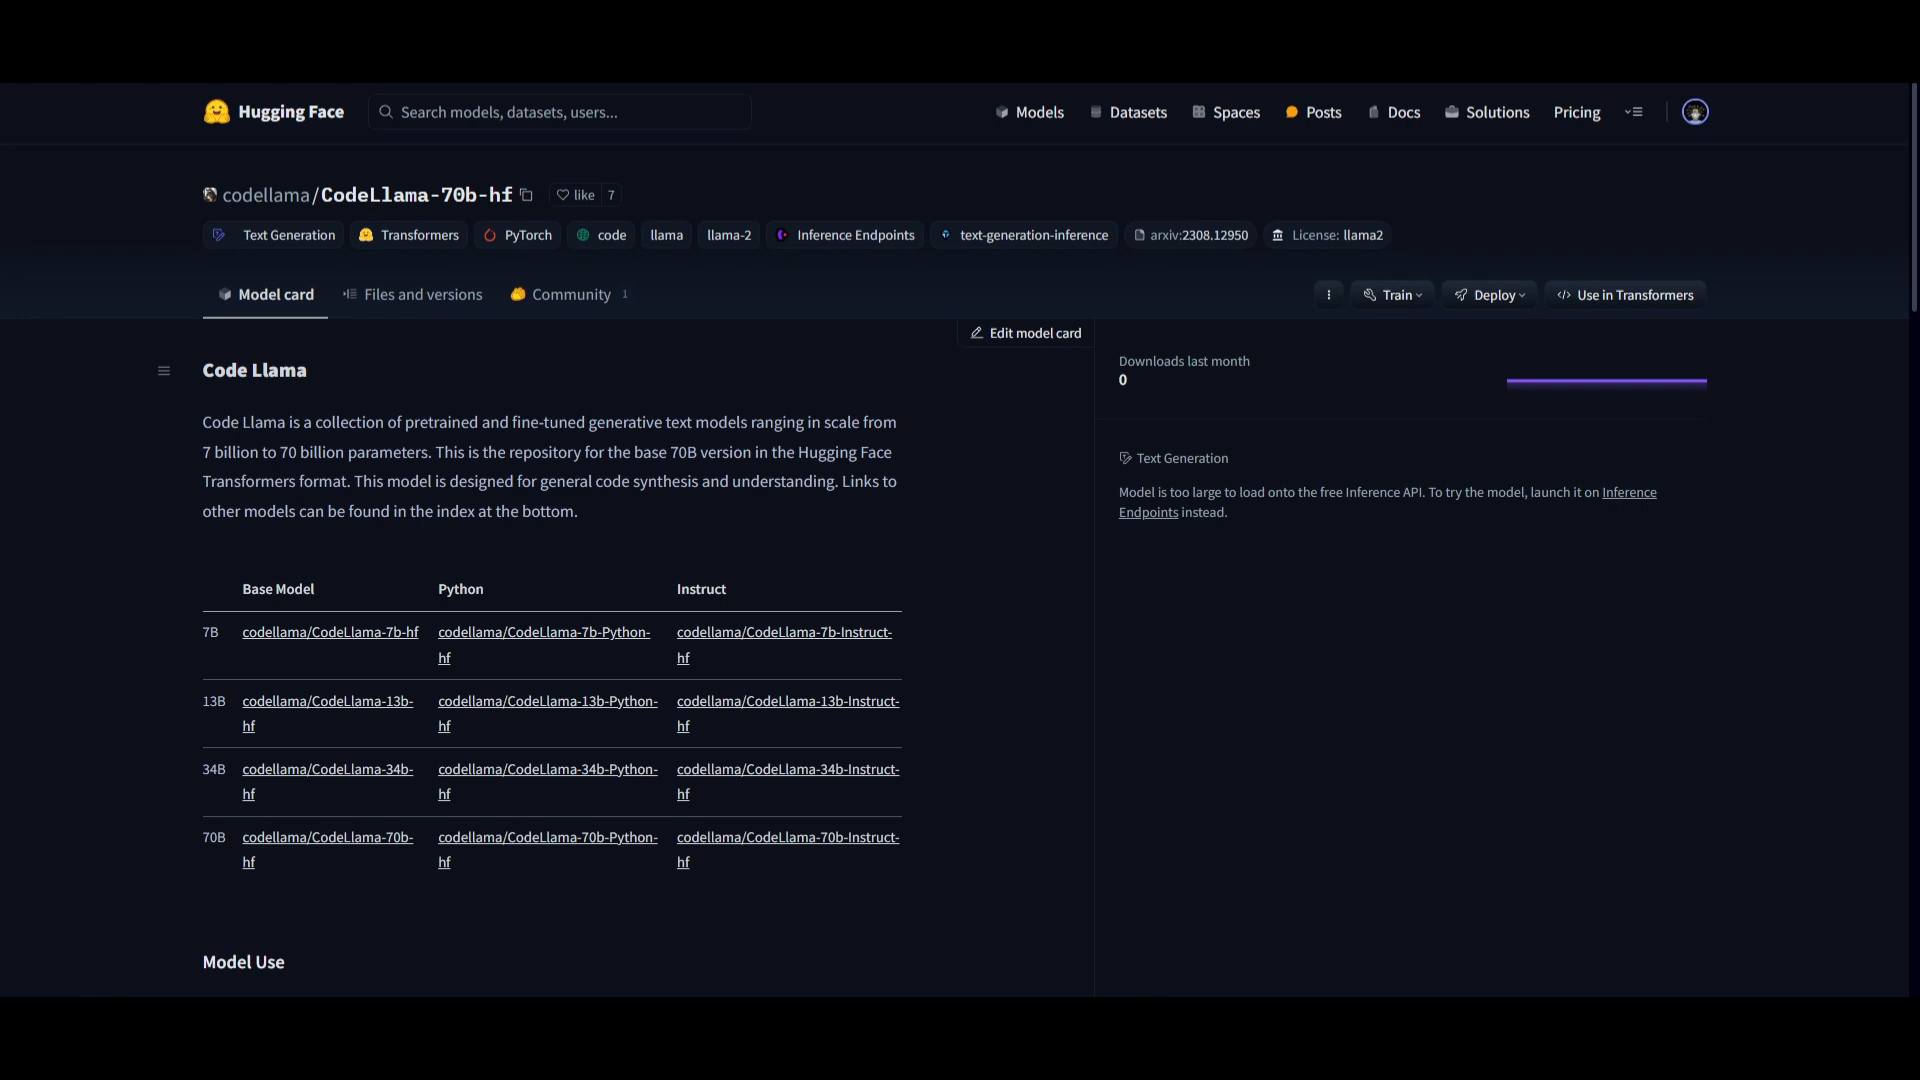 Hugging Face
Search models, datasets, users...
Models
Datasets
Spaces
Posts
Docs
Solutions
Pricing
codellama/CodeLlama-70b-hf
like 7
Text Generation
Transformers
PyTorch
code
llama
llama-2
Inference Endpoints
text-generation-inference
arxiv:2308.12950
License: llama2
Model card
Files and versions
Community 1
Train
Deploy
Use in Transformers
Edit model card
Code Llama
Code Llama is a collection of pretrained and fine-tuned generative text models ranging in scale from
7 billion to 70 billion parameters. This is the repository for the base 70B version in the Hugging Face
Transformers format. This model is designed for general code synthesis and understanding. Links to
other models can be found in the index at the bottom.
Base Model Python Instruct
7B codellama/CodeLlama-7b-hf codellama/CodeLlama-7b-Python- codellama/CodeLlama-7b-Instruct-
hf hf
13B codellama/CodeLlama-13b- codellama/CodeLlama-13b-Python- codellama/CodeLlama-13b-Instruct-
hf hf hf
34B codellama/CodeLlama-34b- codellama/CodeLlama-34b-Python- codellama/CodeLlama-34b-Instruct-
hf hf hf
70B codellama/CodeLlama-70b- codellama/CodeLlama-70b-Python- codellama/CodeLlama-70b-Instruct-
hf hf hf
Model Use
Downloads last month
0
Text Generation
Model is too large to load onto the free Inference API. To try the model, launch it on Inference
Endpoints instead.